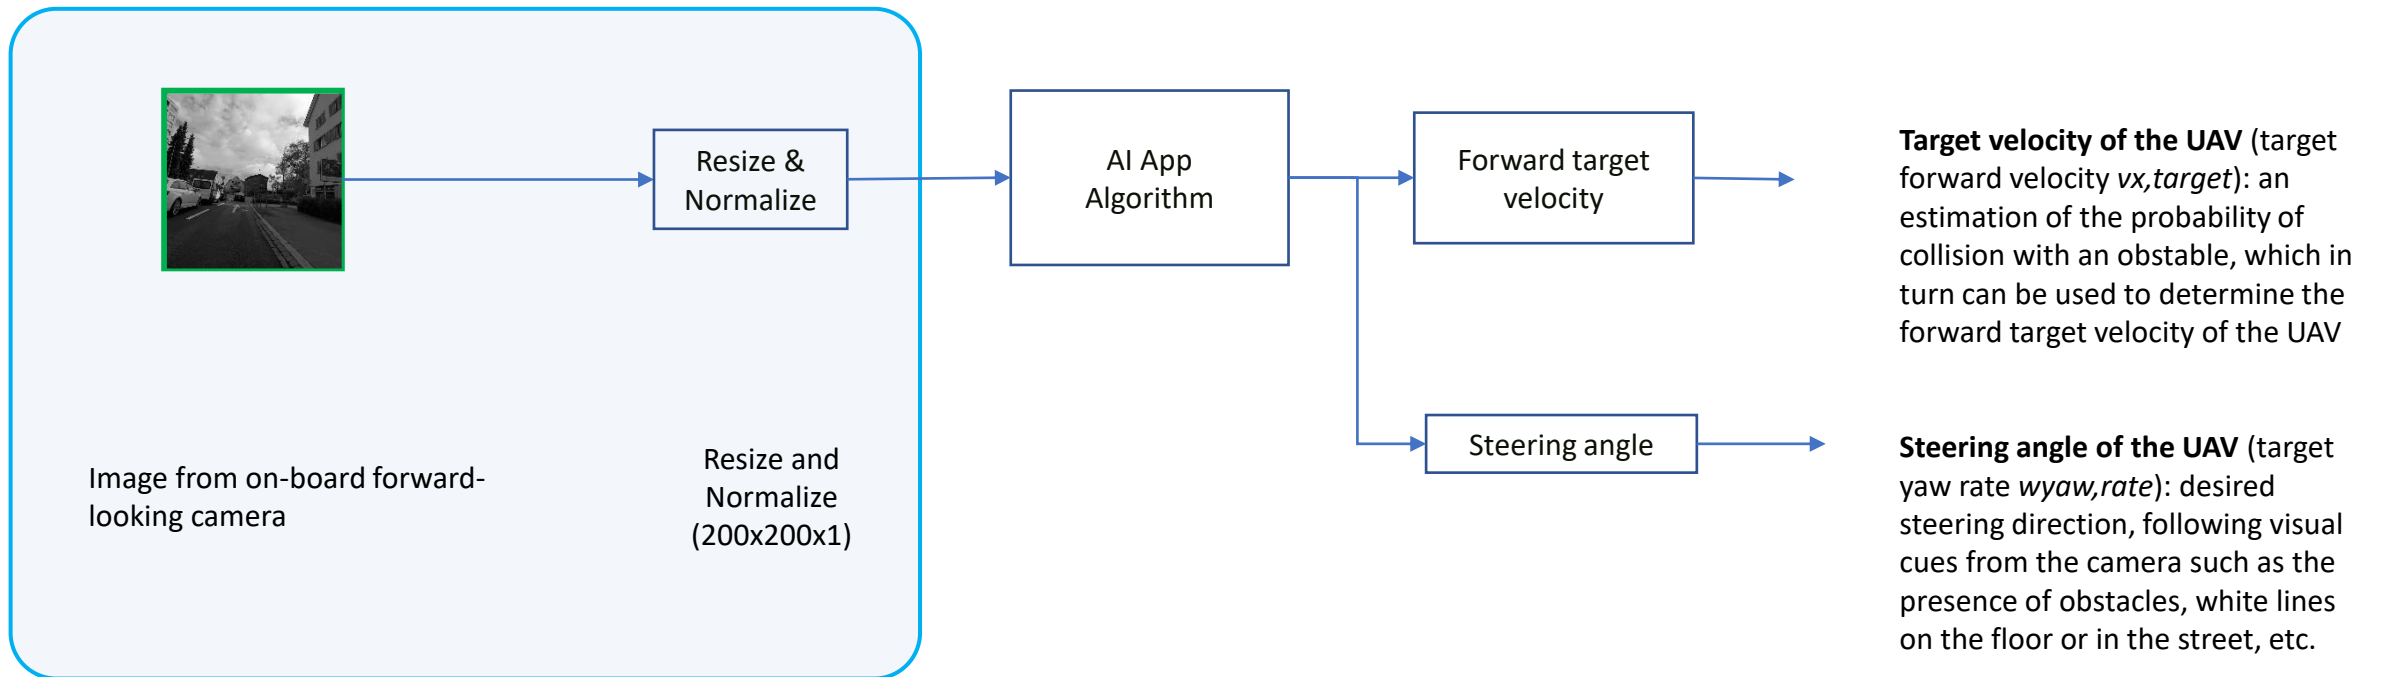 Resize &
Normalize
AI App
Algorithm
Forward target
velocity
Target velocity of the UAV (target
forward velocity vx,target): an
estimation of the probability of
collision with an obstable, which in
turn can be used to determine the
forward target velocity of the UAV
Image from on-board forward-
looking camera
Resize and
Normalize
(200x200x1)
Steering angle
Steering angle of the UAV (target
yaw rate wyaw,rate): desired
steering direction, following visual
cues from the camera such as the
presence of obstacles, white lines
on the floor or in the street, etc.